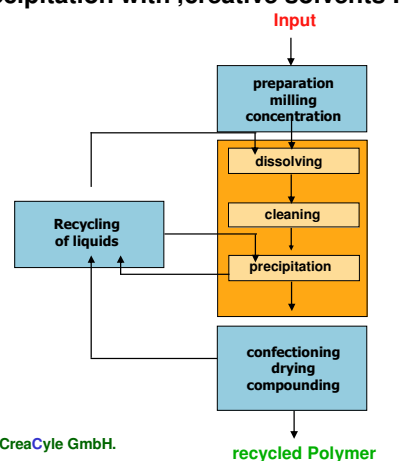 cipitation with ‚creative solvents f
Input
preparation
milling
concentration
dissolving
cleaning
Recycling
of liquids
precipitation
confectioning
drying
compounding
CreaCyle GmbH.
recycled Polymer